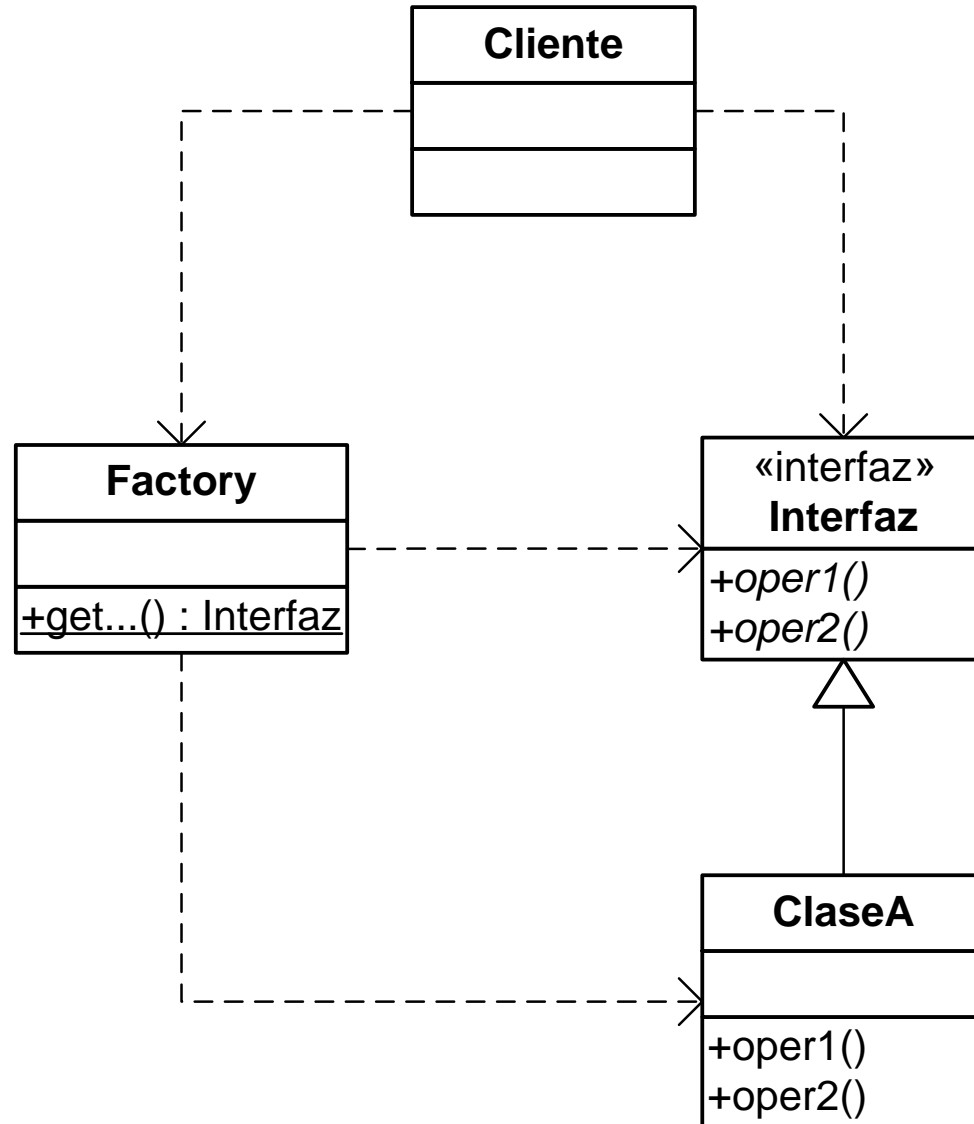 Cliente
Factory
+get...() : Interfaz
«interfaz»
Interfaz
+oper1()
+oper2()
ClaseA
+oper1()
+oper2()